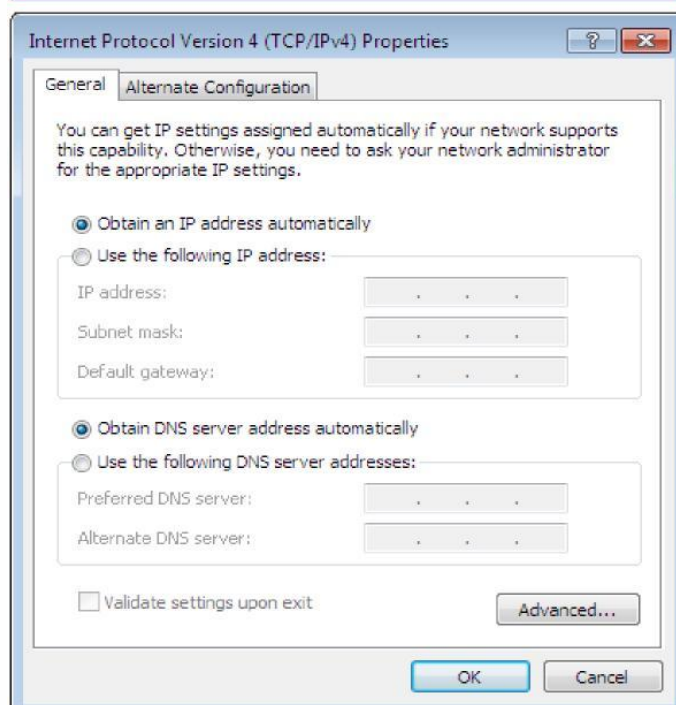 Internet Protocol Version 4 (TCP/IPv4) Properties
General
Alternate Configuration
You can get IP settings assigned automatically if your network supports
this capability. Otherwise, you need to ask your network administrator
for the appropriate IP settings.
Obtain an IP address automatically
Use the following IP address:
IP address:
Subnet mask:
Default gateway:
Obtain DNS server address automatically
Use the following DNS server addresses:
Preferred DNS server:
Alternate DNS server:
Validate settings upon exit
Advanced...
OK
Cancel